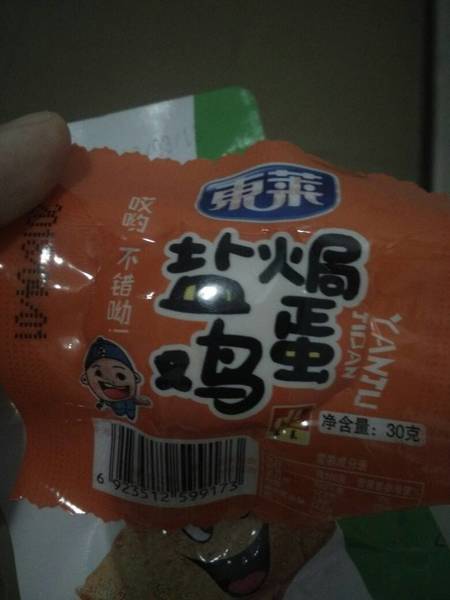 東莱
哎哟,不错呦!
盐焗
鸡蛋
YANJU
JIDAN
净含量: 30克
6 923512 599173